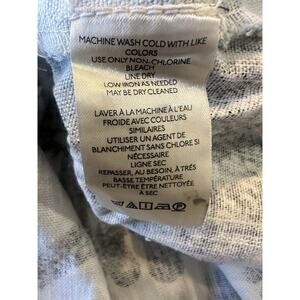 MACHINE WASH COLD WITH LIKE
COLORS
USE ONLY NON-CHLORINE
BLEACH
LINE DRY
LOW IRON AS NEEDED
MAY BE DRY CLEANED
LAVER À LA MACHINE À L'EAU
FROIDE AVEC COULEURS
SIMILAIRES
UTILISER UN AGENT DE
BLANCHIMENT SANS CHLORE SI
NÉCESSAIRE
LIGNE SEC
REPASSER, AU BESOIN, À TRÈS
BASSE TEMPÉRATURE
PEUT-ÊTRE ÊTRE NETTOYÉE
À SEC